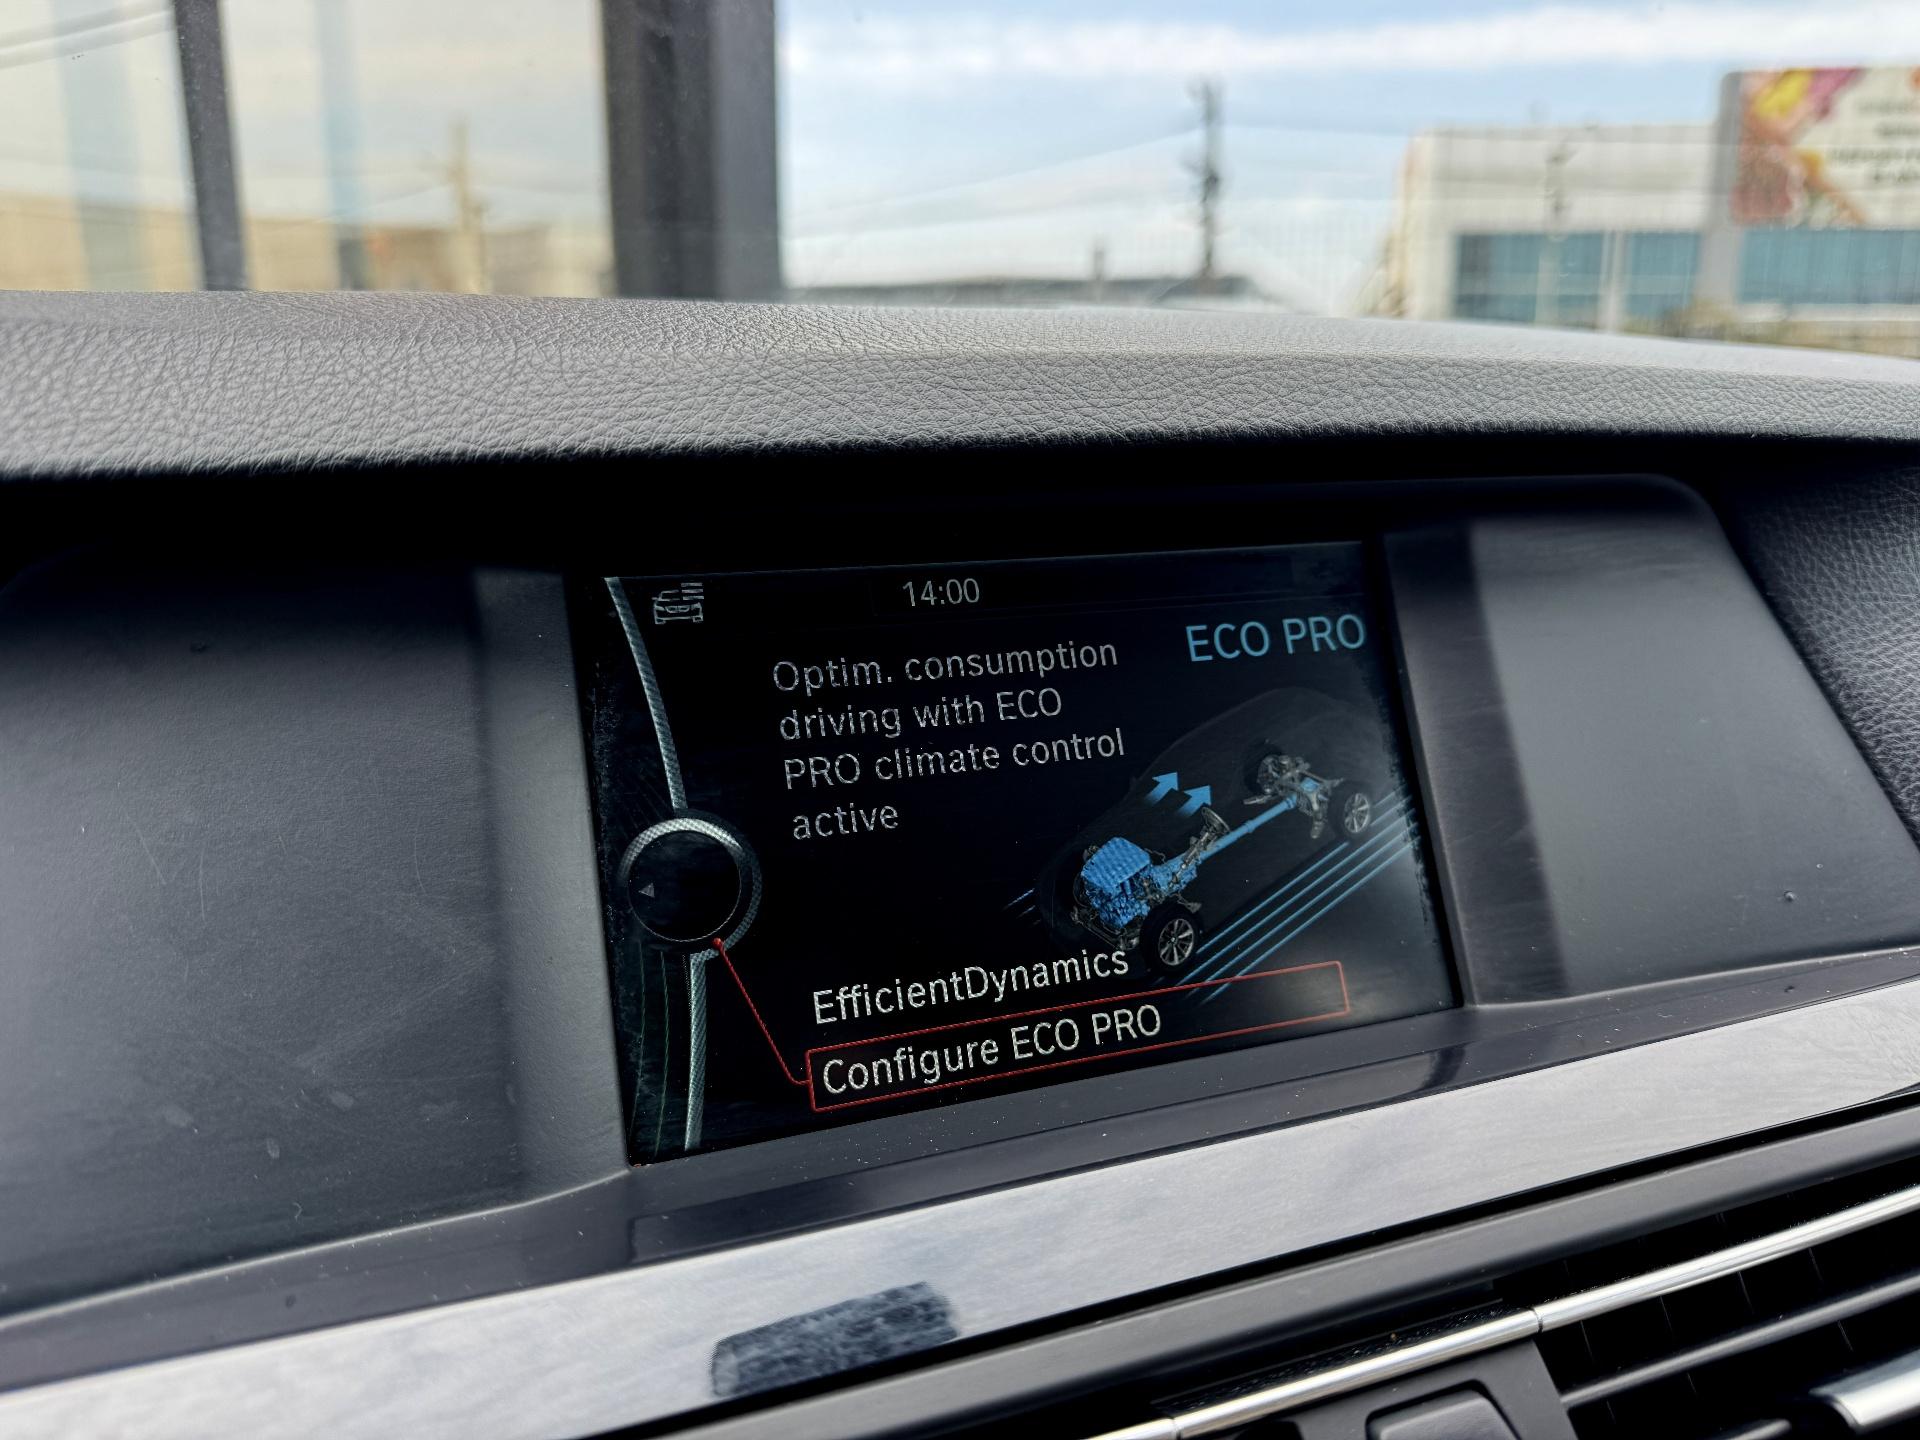 14:00
ECO PRO
Optim. consumption
driving with ECO
PRO climate control
active
EfficientDynamics
Configure ECO PRO